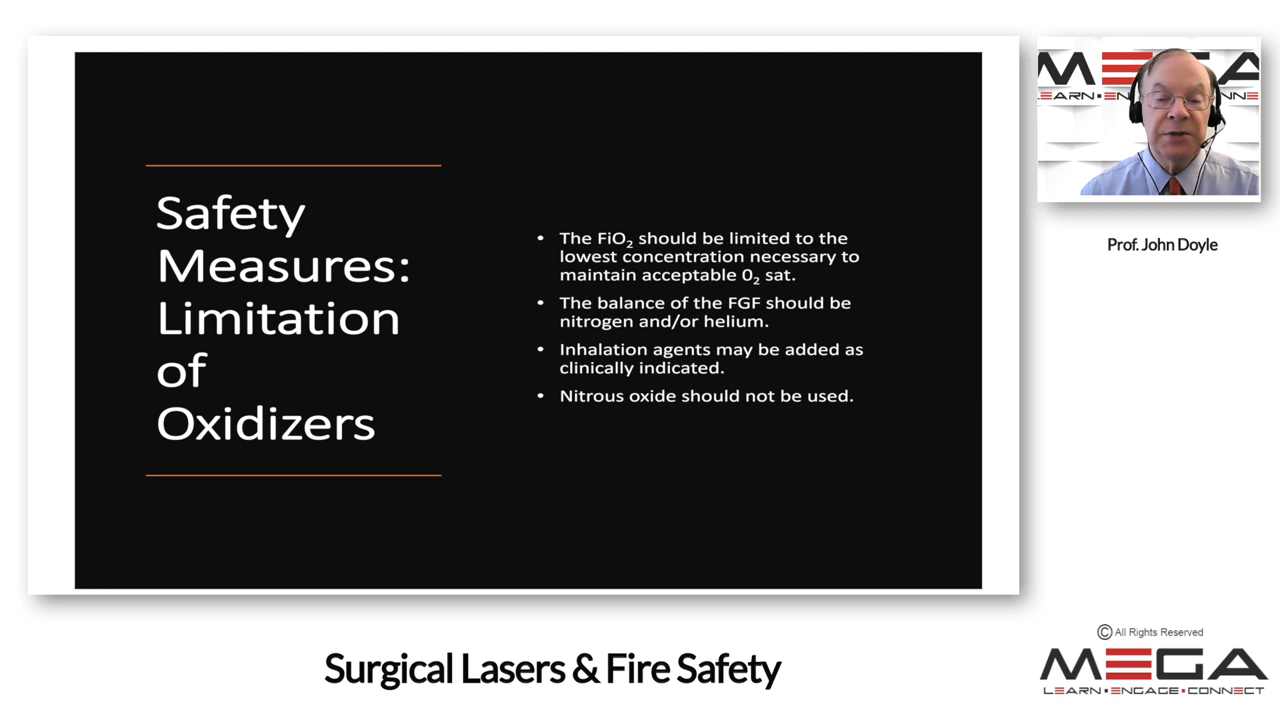 Safety
Measures:
Limitation
of
Oxidizers
• The FiO₂ should be limited to the
lowest concentration necessary to
maintain acceptable 0₂ sat.
• The balance of the FGF should be
nitrogen and/or helium.
• Inhalation agents may be added as
clinically indicated.
• Nitrous oxide should not be used.
Prof. John Doyle
Surgical Lasers & Fire Safety
© All Rights Reserved
MEGA
LEARN • ENGAGE • CONNECT